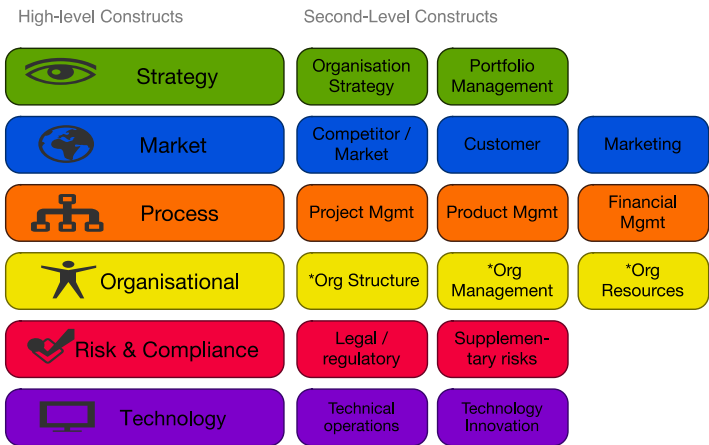 High-level Constructs
Second-Level Constructs
Strategy
Organisation
Strategy
Portfolio
Management
Market
Competitor /
Market
Customer
Marketing
Process
Project Mgmt
Product Mgmt
Financial
Mgmt
Organisational
*Org Structure
*Org
Management
*Org
Resources
Risk & Compliance
Legal /
regulatory
Supplemen-
tary risks
Technology
Technical
operations
Technology
Innovation